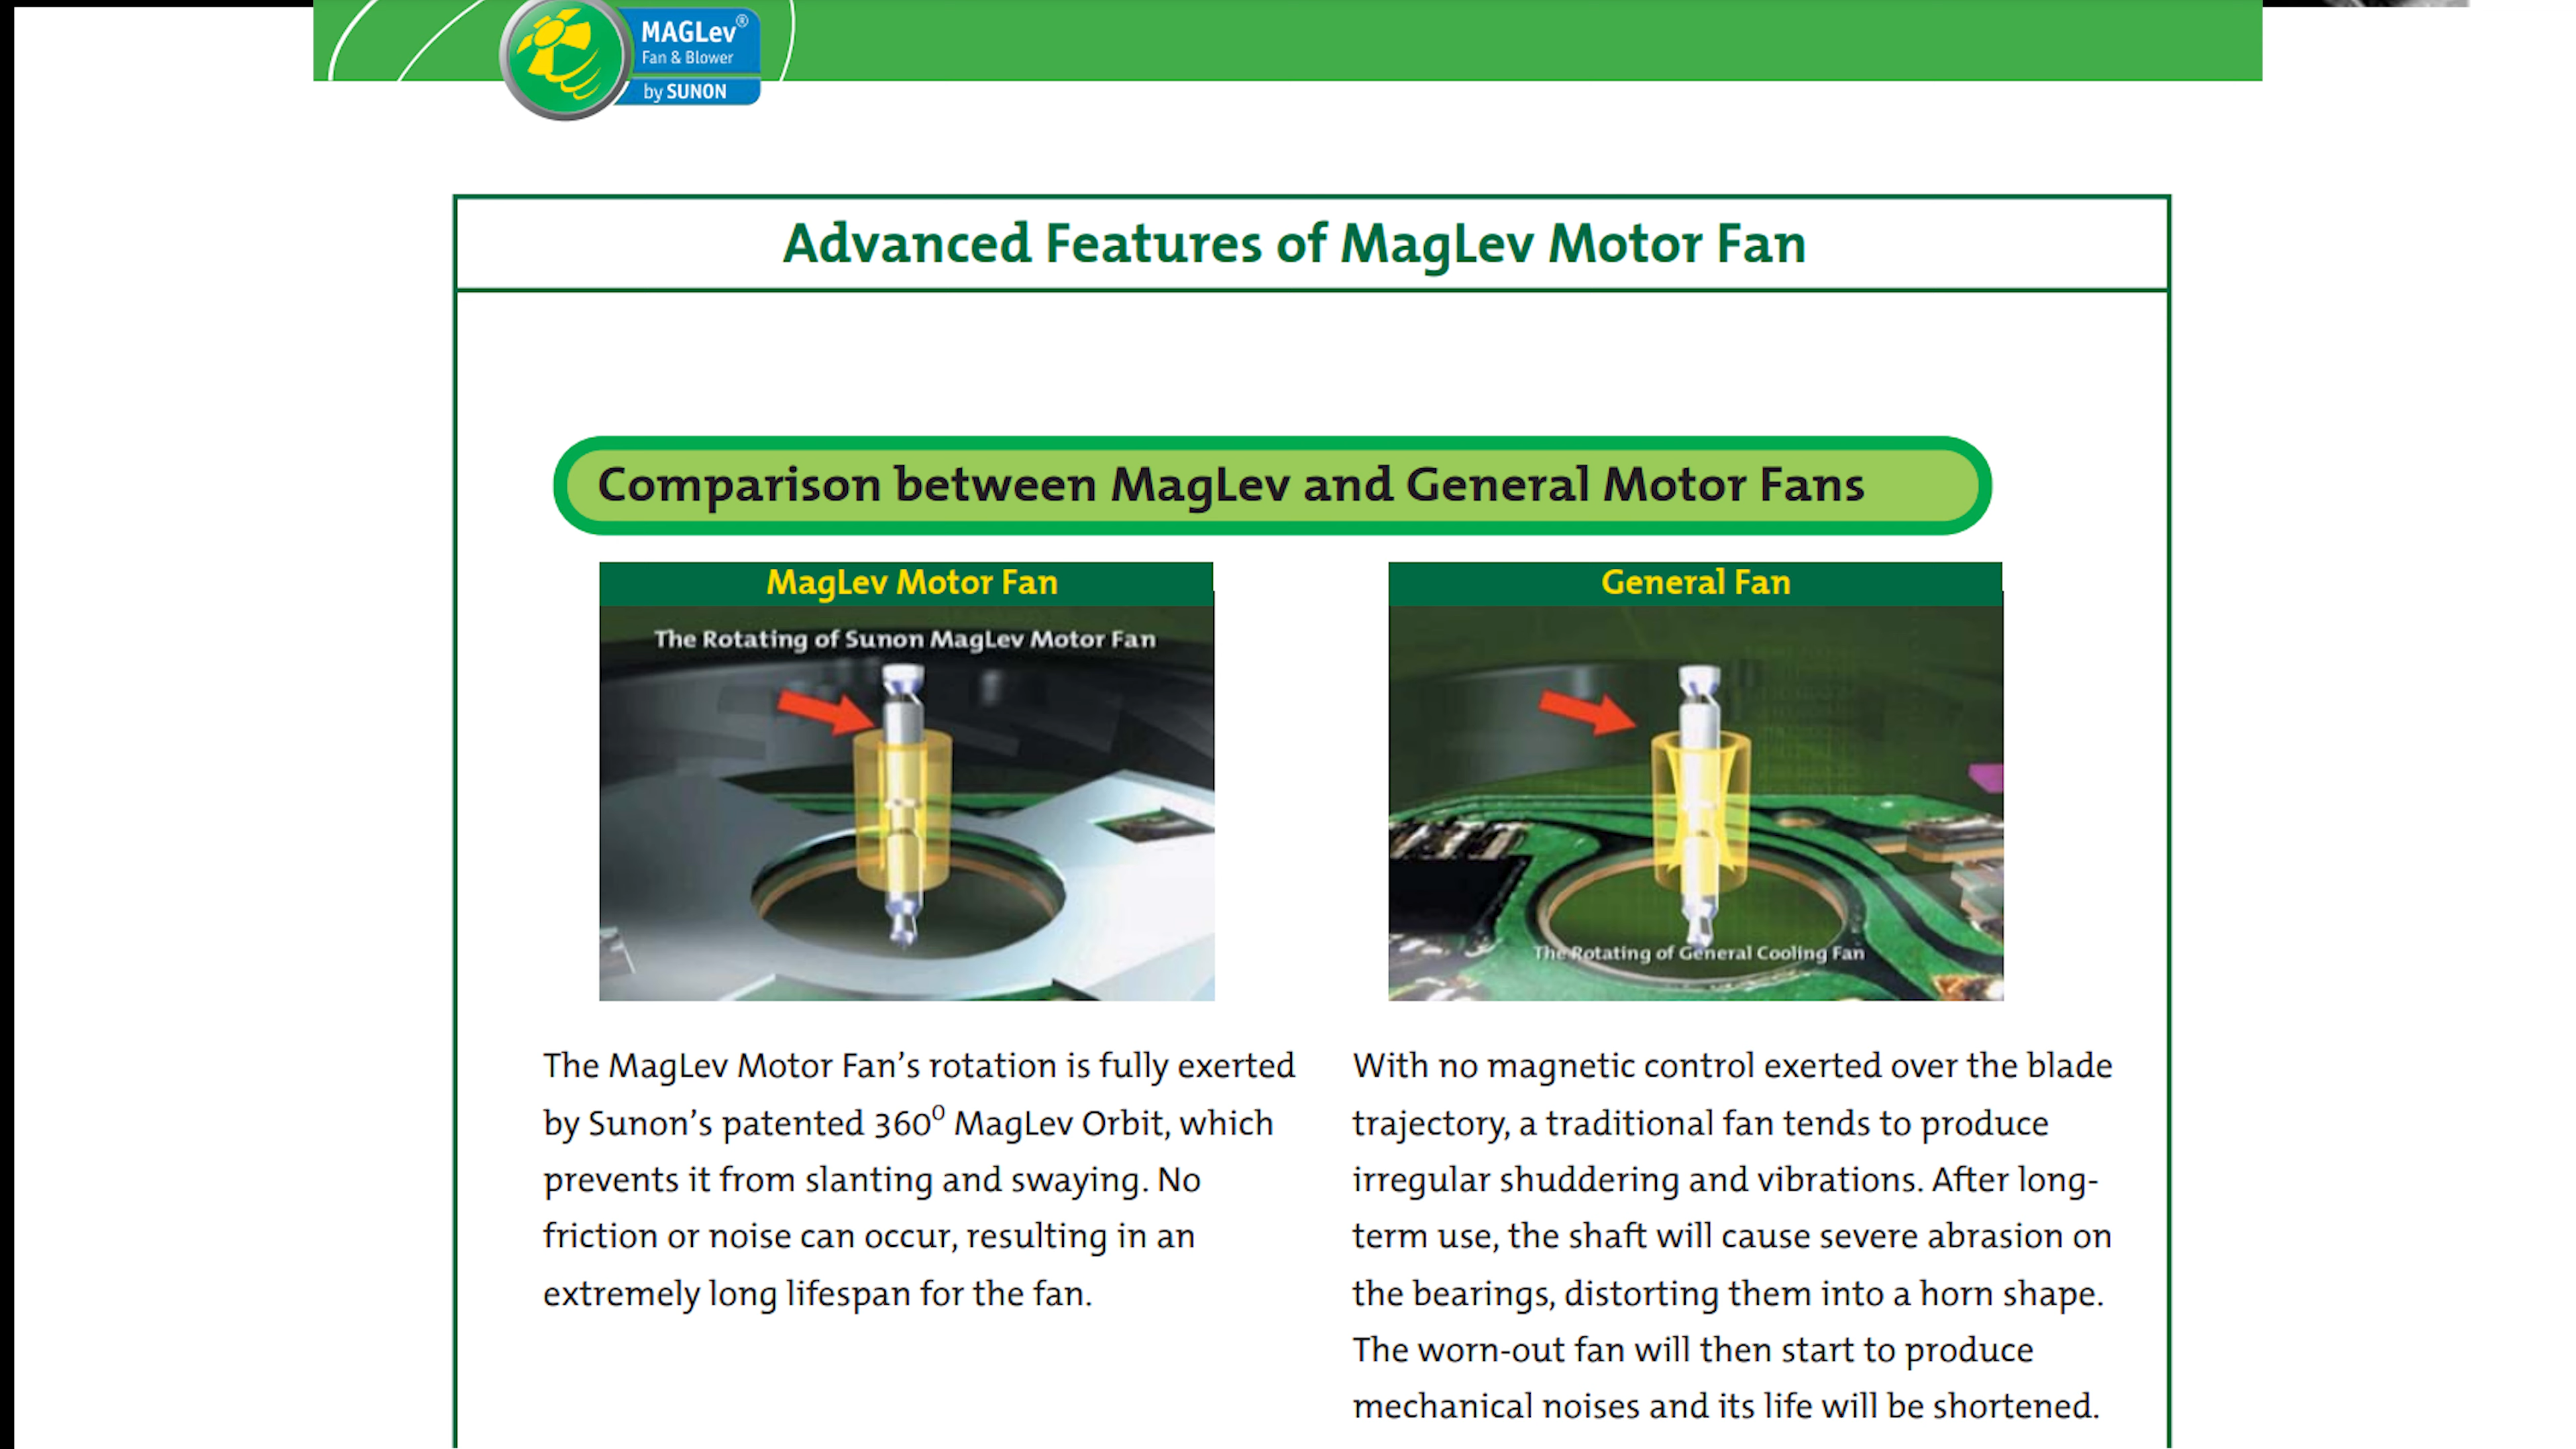 MAGLev®
Fan & Blower
by SUNON
Advanced Features of MagLev Motor Fan
Comparison between MagLev and General Motor Fans
MagLev Motor Fan
The Rotating of Sunon MagLev Motor Fan
The MagLev Motor Fan’s rotation is fully exerted
by Sunon’s patented 360⁰ MagLev Orbit, which
prevents it from slanting and swaying. No
friction or noise can occur, resulting in an
extremely long lifespan for the fan.
General Fan
The Rotating of General Cooling Fan
With no magnetic control exerted over the blade
trajectory, a traditional fan tends to produce
irregular shuddering and vibrations. After long-
term use, the shaft will cause severe abrasion on
the bearings, distorting them into a horn shape.
The worn-out fan will then start to produce
mechanical noises and its life will be shortened.